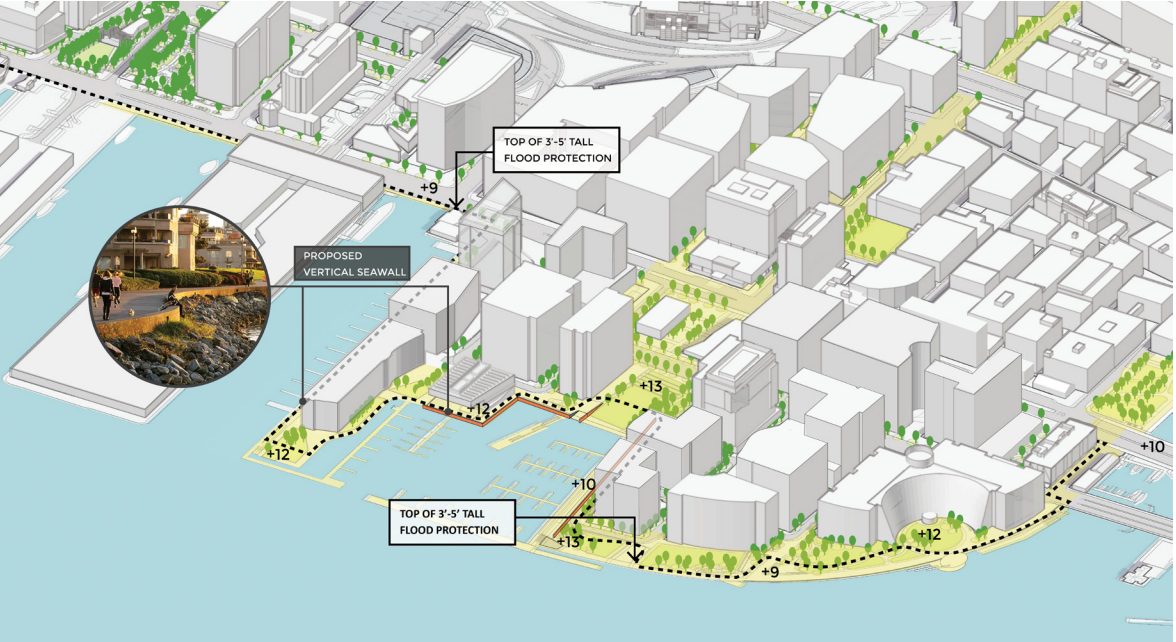 TOP OF 3'-5' TALL
FLOOD PROTECTION
+9
PROPOSED
VERTICAL SEAWALL
+13
+12
+12
+10
+10
TOP OF 3'-5' TALL
FLOOD PROTECTION
+13
+12
+9